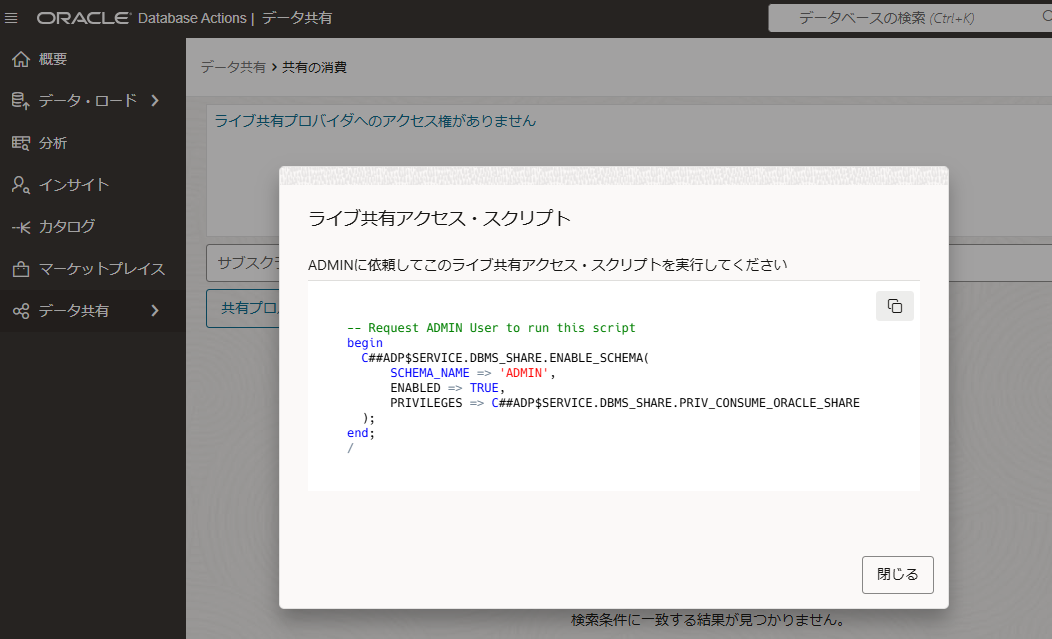 ORACLE Database Actions | データ共有
データベースの検索 (Ctrl+K)
概要
データ・ロード
分析
インサイト
カタログ
マーケットプレイス
データ共有
データ共有 › 共有の消費
ライブ共有プロバイダへのアクセス権がありません
サブスク
共有プロ
ライブ共有アクセス・スクリプト
ADMINに依頼してこのライブ共有アクセス・スクリプトを実行してください
-- Request ADMIN User to run this script
begin
C##ADP$SERVICE.DBMS_SHARE.ENABLE_SCHEMA(
SCHEMA_NAME => 'ADMIN',
ENABLED => TRUE,
PRIVILEGES => C##ADP$SERVICE.DBMS_SHARE.PRIV_CONSUME_ORACLE_SHARE
);
end;
/
閉じる
検索条件に一致する結果が見つかりません。